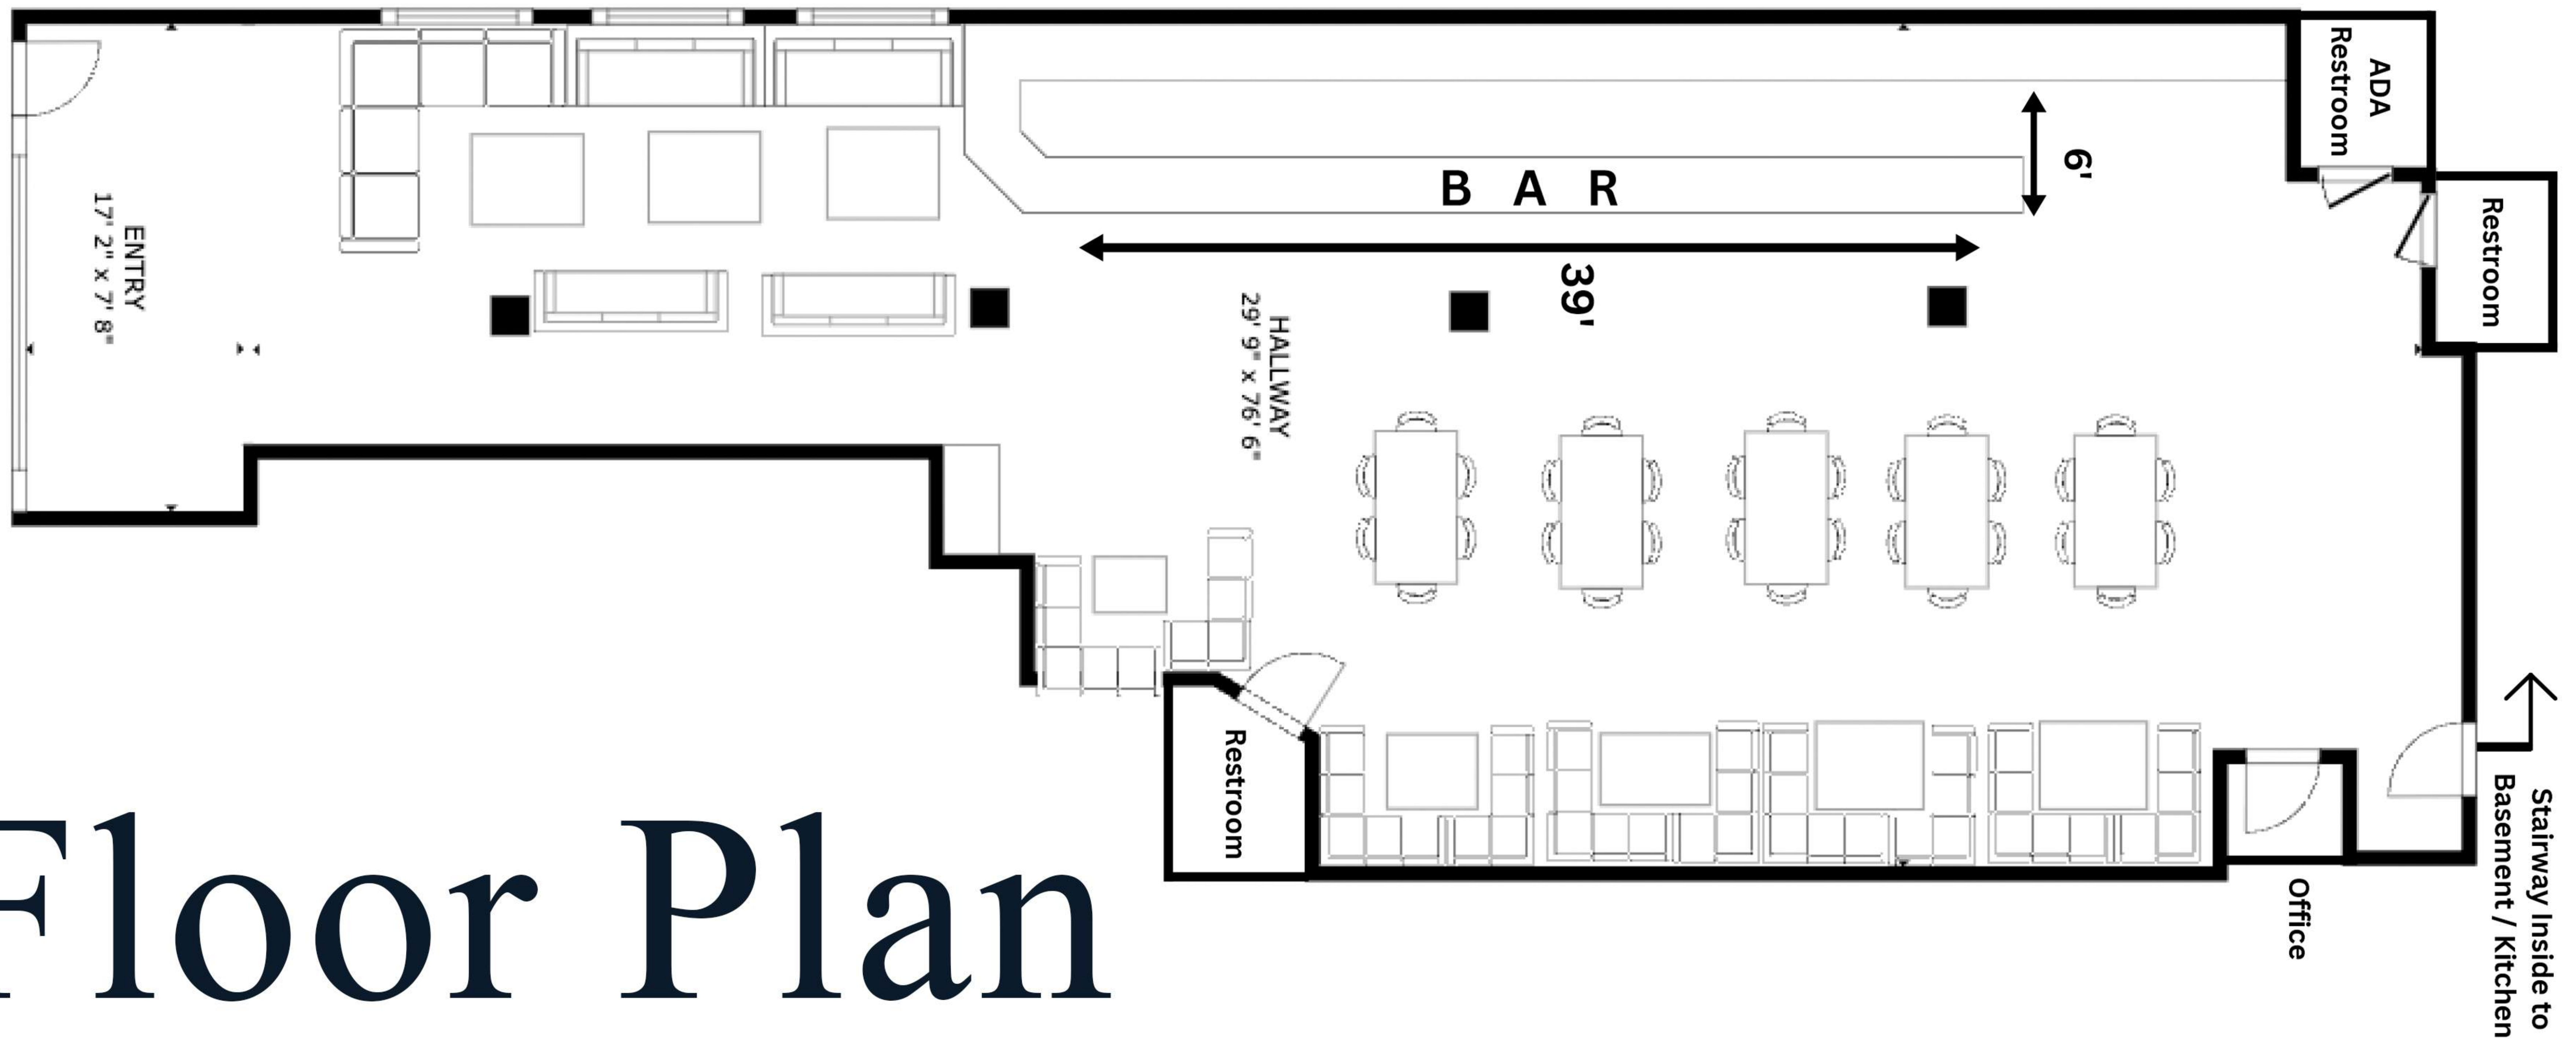 ADA
Restroom
Restroom
6'
B A R
39'
ENTRY
17' 2" x 7' 8"
HALLWAY
29' 9" x 76' 6"
Restroom
Office
Stairway Inside to
Basement / Kitchen
Floor Plan